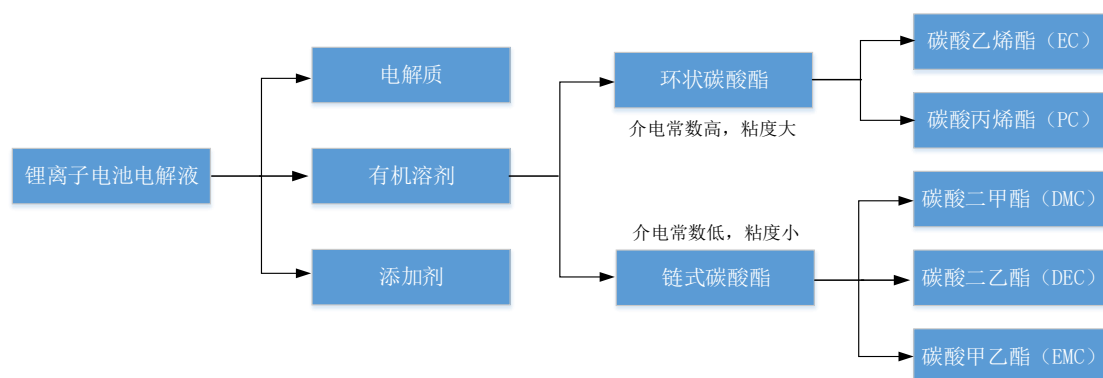 锂离子电池电解液
电解质
有机溶剂
添加剂
环状碳酸酯
介电常数高，粘度大
介电常数低，粘度小
链式碳酸酯
碳酸乙烯酯（EC）
碳酸丙烯酯（PC）
碳酸二甲酯（DMC）
碳酸二乙酯（DEC）
碳酸甲乙酯（EMC）